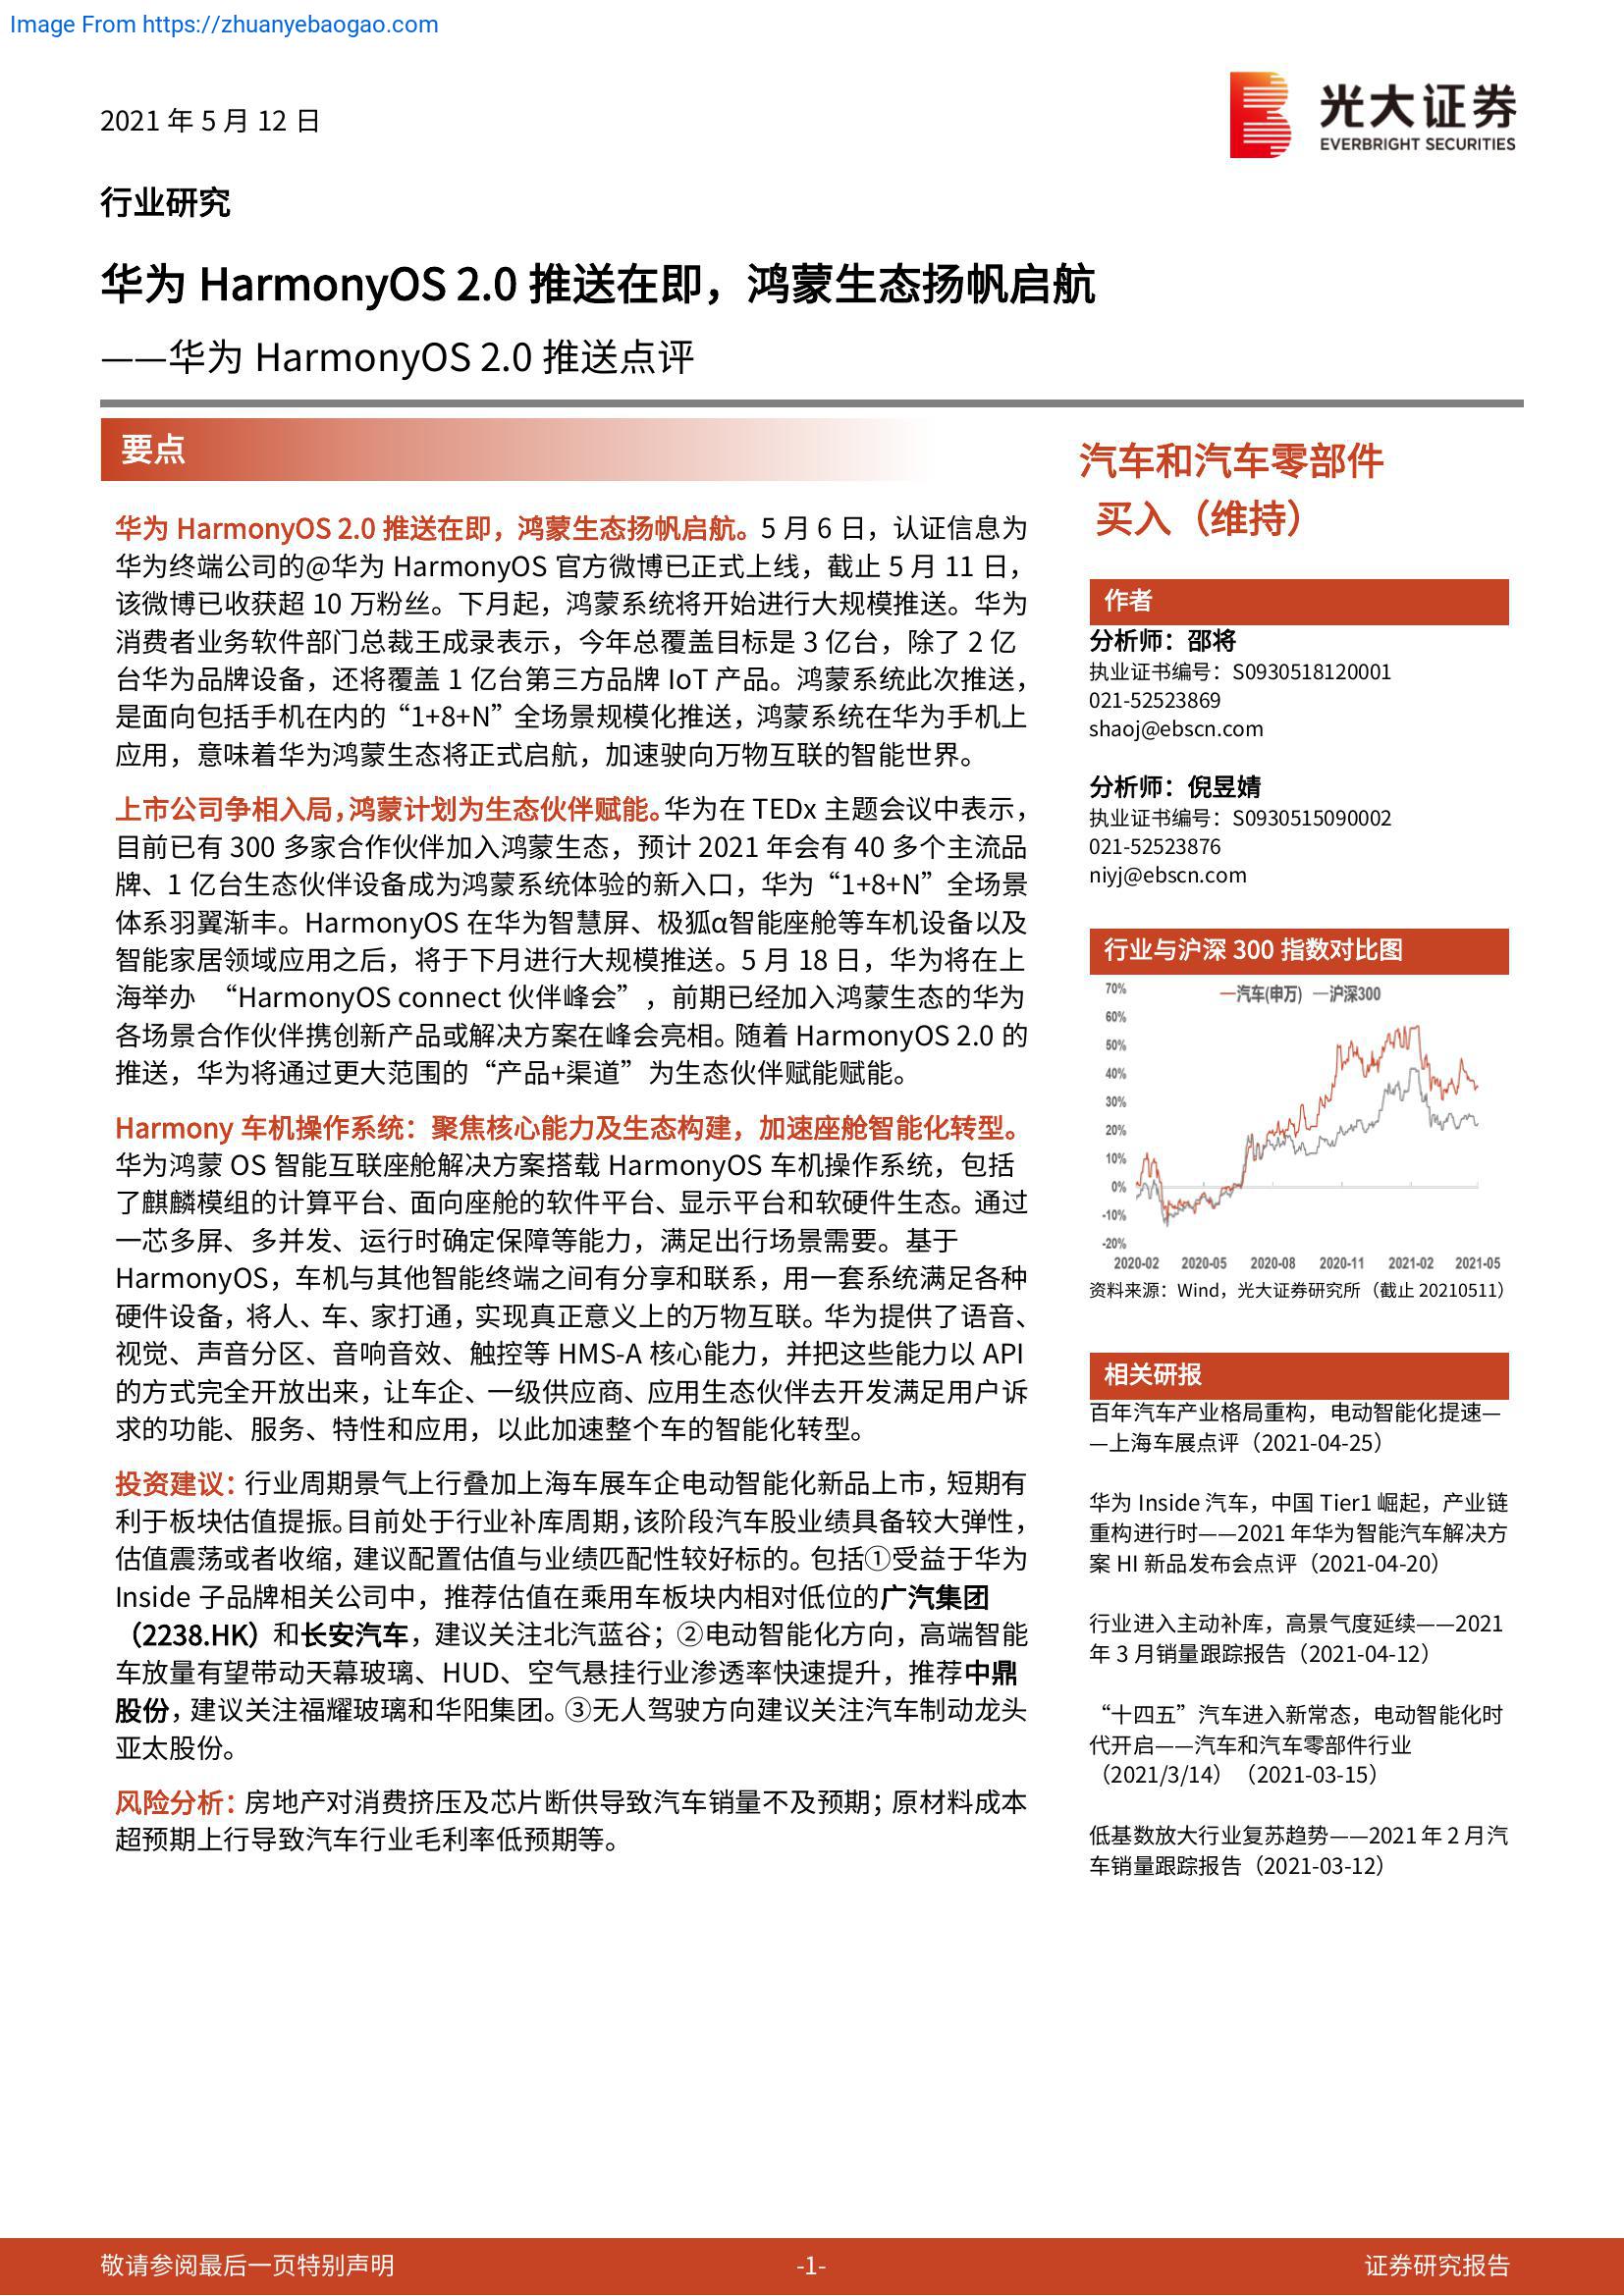 Image From https://zhuanyebaogao.com
2021 年 5 月 12 日
光大证券
EVERBRIGHT SECURITIES
行业研究
华为 HarmonyOS 2.0 推送在即，鸿蒙生态扬帆启航
——华为 HarmonyOS 2.0 推送点评
要点
华为 HarmonyOS 2.0 推送在即，鸿蒙生态扬帆启航。5 月 6 日，认证信息为
华为终端公司的@华为 HarmonyOS 官方微博已正式上线，截止 5 月 11 日，
该微博已收获超 10 万粉丝。下月起，鸿蒙系统将开始进行大规模推送。华为
消费者业务软件部门总裁王成录表示，今年总覆盖目标是 3 亿台，除了 2 亿
台华为品牌设备，还将覆盖 1 亿台第三方品牌 IoT 产品。鸿蒙系统此次推送，
是面向包括手机在内的“1+8+N”全场景规模化推送，鸿蒙系统在华为手机上
应用，意味着华为鸿蒙生态将正式启航，加速驶向万物互联的智能世界。
上市公司争相入局，鸿蒙计划为生态伙伴赋能。华为在 TEDx 主题会议中表示，
目前已有 300 多家合作伙伴加入鸿蒙生态，预计 2021 年会有 40 多个主流品
牌、1 亿台生态伙伴设备成为鸿蒙系统体验的新入口，华为“1+8+N”全场景
体系羽翼渐丰。HarmonyOS 在华为智慧屏、极狐α智能座舱等车机设备以及
智能家居领域应用之后，将于下月进行大规模推送。5 月 18 日，华为将在上
海举办 “HarmonyOS connect 伙伴峰会”，前期已经加入鸿蒙生态的华为
各场景合作伙伴携创新产品或解决方案在峰会亮相。随着 HarmonyOS 2.0 的
推送，华为将通过更大范围的“产品+渠道”为生态伙伴赋能赋能。
Harmony 车机操作系统：聚焦核心能力及生态构建，加速座舱智能化转型。
华为鸿蒙 OS 智能互联座舱解决方案搭载 HarmonyOS 车机操作系统，包括
了麒麟模组的计算平台、面向座舱的软件平台、显示平台和软硬件生态。通过
一芯多屏、多并发、运行时确定保障等能力，满足出行场景需要。基于
HarmonyOS，车机与其他智能终端之间有分享和联系，用一套系统满足各种
硬件设备，将人、车、家打通，实现真正意义上的万物互联。华为提供了语音、
视觉、声音分区、音响音效、触控等 HMS-A 核心能力，并把这些能力以 API
的方式完全开放出来，让车企、一级供应商、应用生态伙伴去开发满足用户诉
求的功能、服务、特性和应用，以此加速整个车的智能化转型。
投资建议：行业周期景气上行叠加上海车展车企电动智能化新品上市，短期有
利于板块估值提振。目前处于行业补库周期，该阶段汽车股业绩具备较大弹性，
估值震荡或者收缩，建议配置估值与业绩匹配性较好标的。包括①受益于华为
Inside 子品牌相关公司中，推荐估值在乘用车板块内相对低位的广汽集团
（2238.HK）和长安汽车，建议关注北汽蓝谷；②电动智能化方向，高端智能
车放量有望带动天幕玻璃、HUD、空气悬挂行业渗透率快速提升，推荐中鼎
股份，建议关注福耀玻璃和华阳集团。③无人驾驶方向建议关注汽车制动龙头
亚太股份。
风险分析：房地产对消费挤压及芯片断供导致汽车销量不及预期；原材料成本
超预期上行导致汽车行业毛利率低预期等。
汽车和汽车零部件
买入（维持）
作者
分析师：邵将
执业证书编号：S0930518120001
021-52523869
shaoj@ebscn.com
分析师：倪昱婧
执业证书编号：S0930515090002
021-52523876
niyj@ebscn.com
行业与沪深 300 指数对比图
—汽车(申万) —沪深300
70%
60%
50%
40%
30%
20%
10%
0%
-10%
-20%
2020-02 2020-05 2020-08 2020-11 2021-02 2021-05
资料来源：Wind，光大证券研究所（截止 20210511）
相关研报
百年汽车产业格局重构，电动智能化提速—
—上海车展点评（2021-04-25）
华为 Inside 汽车，中国 Tier1 崛起，产业链
重构进行时——2021 年华为智能汽车解决方
案 HI 新品发布会点评（2021-04-20）
行业进入主动补库，高景气度延续——2021
年 3 月销量跟踪报告（2021-04-12）
“十四五”汽车进入新常态，电动智能化时
代开启——汽车和汽车零部件行业
（2021/3/14）（2021-03-15）
低基数放大行业复苏趋势——2021 年 2 月汽
车销量跟踪报告（2021-03-12）
敬请参阅最后一页特别声明
-1-
证券研究报告